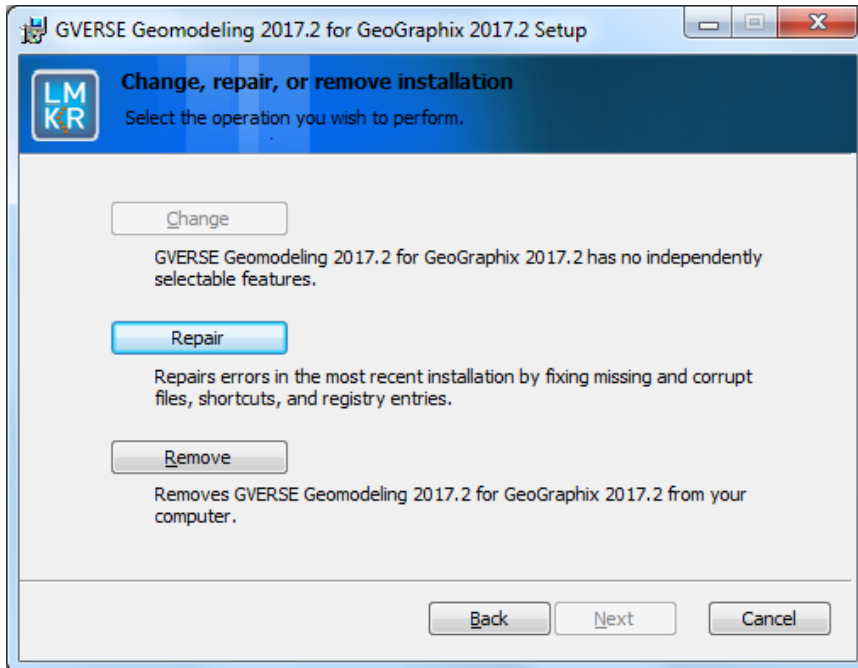 GVERSE Geomodeling 2017.2 for GeoGraphix 2017.2 Setup
LM
KR
Change, repair, or remove installation
Select the operation you wish to perform.
Change
GVERSE Geomodeling 2017.2 for GeoGraphix 2017.2 has no independently
selectable features.
Repair
Repairs errors in the most recent installation by fixing missing and corrupt
files, shortcuts, and registry entries.
Remove
Removes GVERSE Geomodeling 2017.2 for GeoGraphix 2017.2 from your
computer.
Back
Next
Cancel